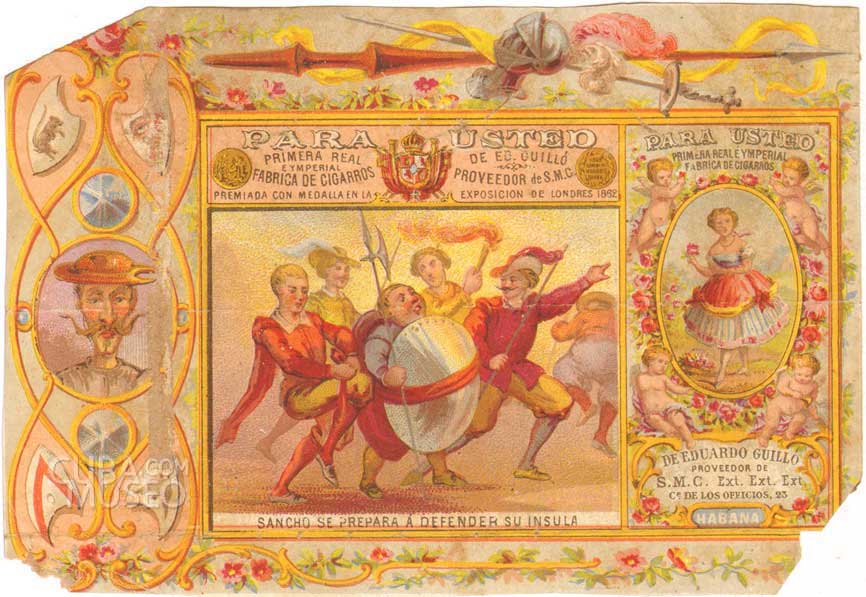 PARA USTED
PRIMERA REAL
E YMPERIAL
FABRICA DE CIGARROS
DE ED. GUILLÓ
PROVEEDOR de S.M.C.
PREMIADA CON MEDALLA EN LA EXPOSICION DE LONDRES 1862
SANCHO SE PREPARA Á DEFENDER SU INSULA
PARA USTED
PRIMERA REAL E YMPERIAL
FABRICA DE CIGARROS
DE EDUARDO GUILLÓ
PROVEEDOR DE
S.M.C. Ext. Ext. Ext.
Cᵉ DE LOS OFFICIOS, 23
HABANA
CUBA.COM
MUSEO